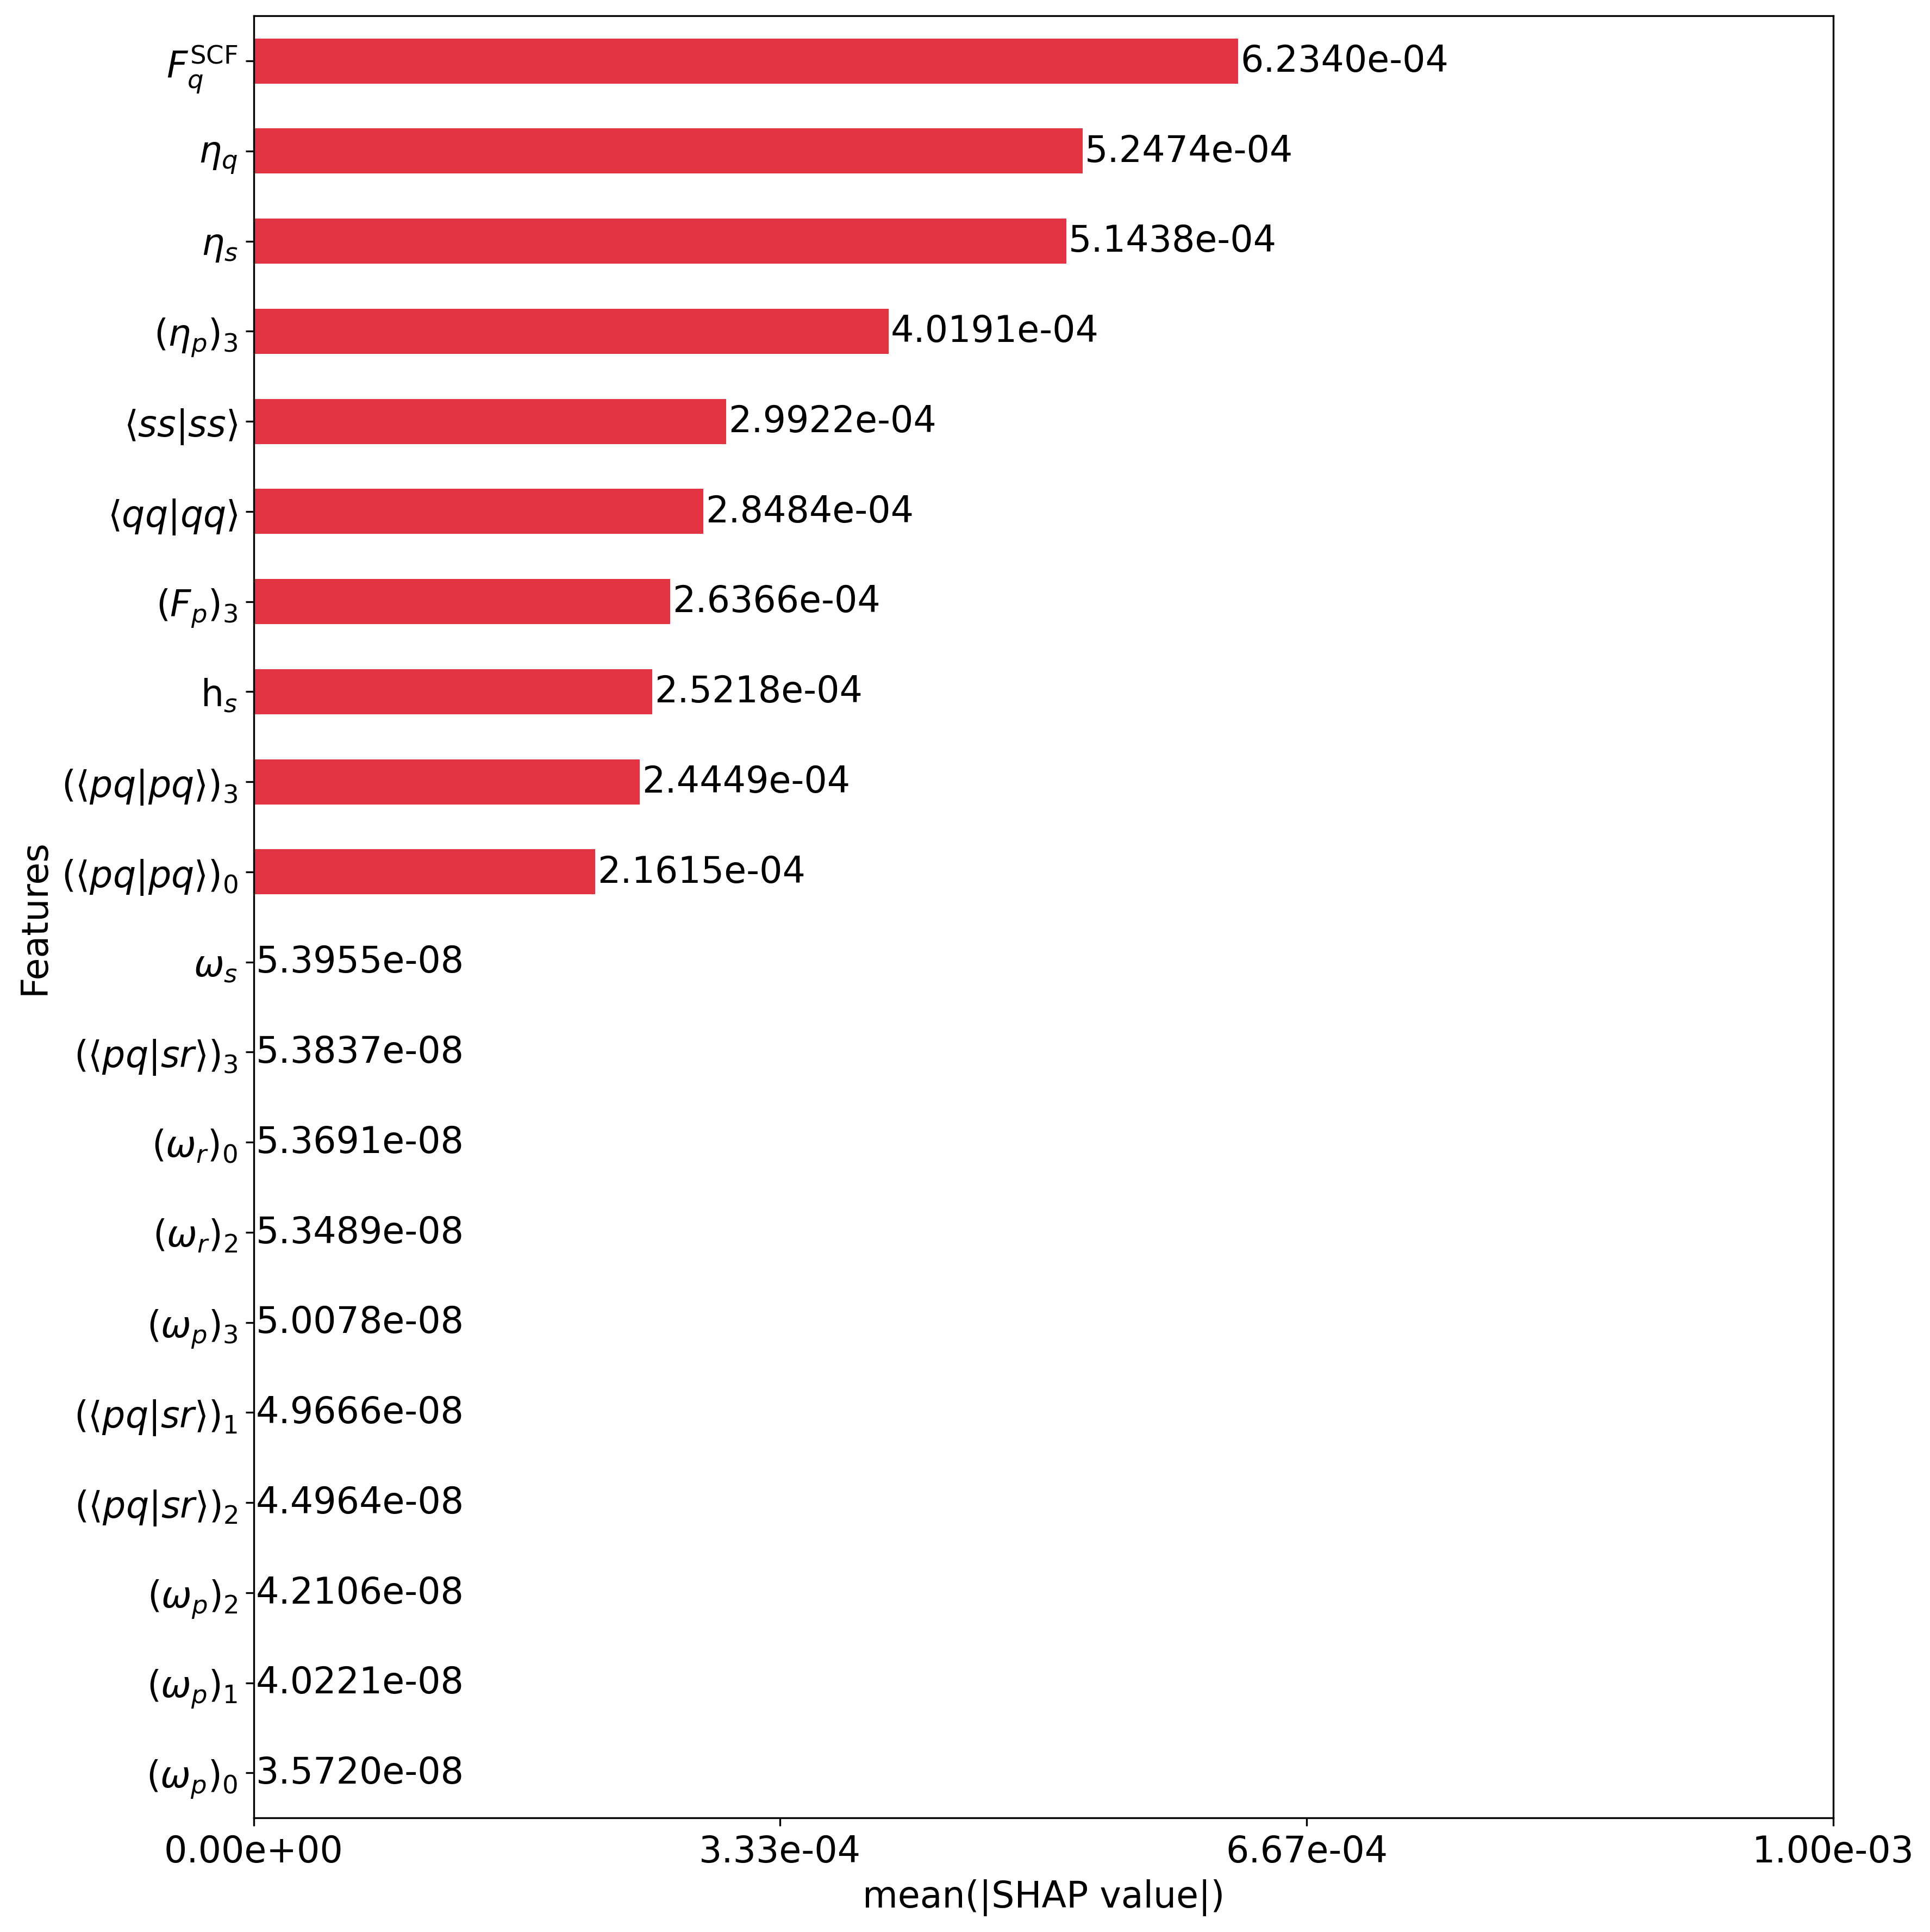 F_q^SCF 6.2340e-04
η_q 5.2474e-04
η_s 5.1438e-04
(η_p)_3 4.0191e-04
⟨ss|ss⟩ 2.9922e-04
⟨qq|qq⟩ 2.8484e-04
(F_p)_3 2.6366e-04
h_s 2.5218e-04
(⟨pq|pq⟩)_3 2.4449e-04
(⟨pq|pq⟩)_0 2.1615e-04
ω_s 5.3955e-08
(⟨pq|sr⟩)_3 5.3837e-08
(ω_r)_0 5.3691e-08
(ω_r)_2 5.3489e-08
(ω_p)_3 5.0078e-08
(⟨pq|sr⟩)_1 4.9666e-08
(⟨pq|sr⟩)_2 4.4964e-08
(ω_p)_2 4.2106e-08
(ω_p)_1 4.0221e-08
(ω_p)_0 3.5720e-08
Features
0.00e+00 3.33e-04 6.67e-04 1.00e-03
mean(|SHAP value|)